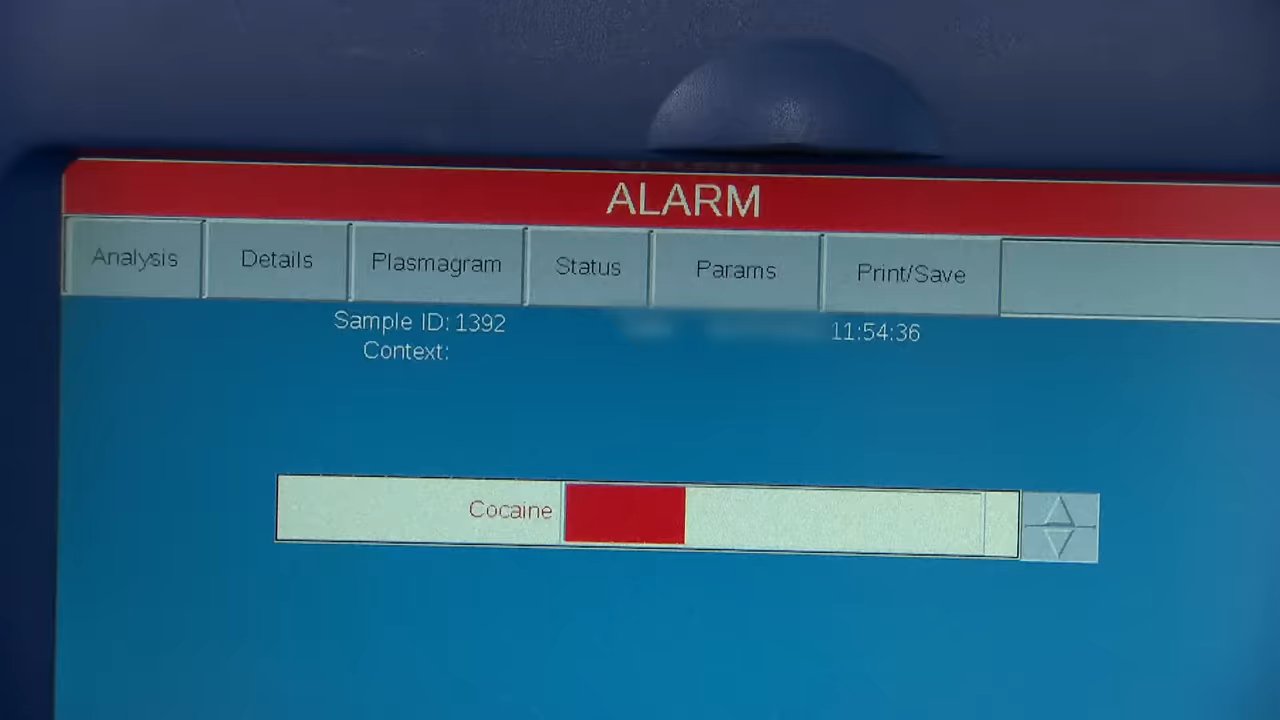 ALARM
Analysis Details Plasmagram Status Params Print/Save
Sample ID: 1392 11:54:36
Context:
Cocaine